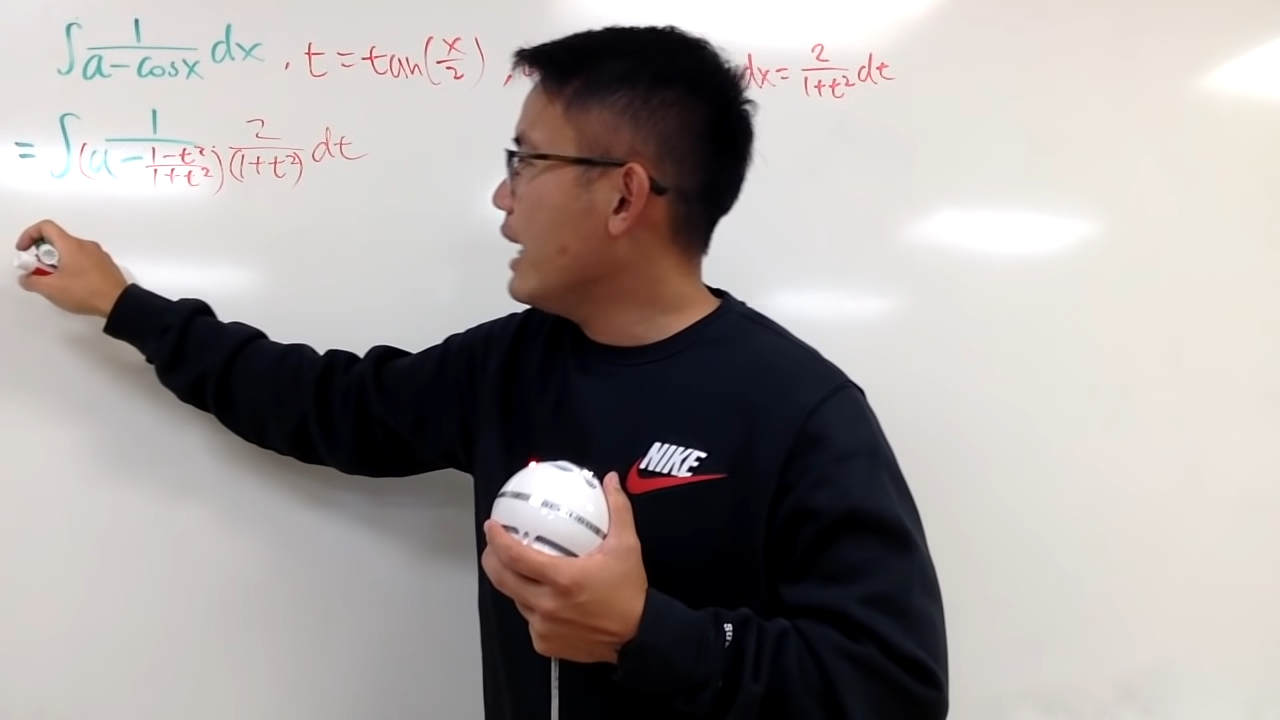 ∫ 1/(a-cosx) dx , t = tan(x/2) , dx = 2/(1+t²) dt
= ∫ 1/(a - (1-t²)/(1+t²)) · 2/(1+t²) dt
NIKE